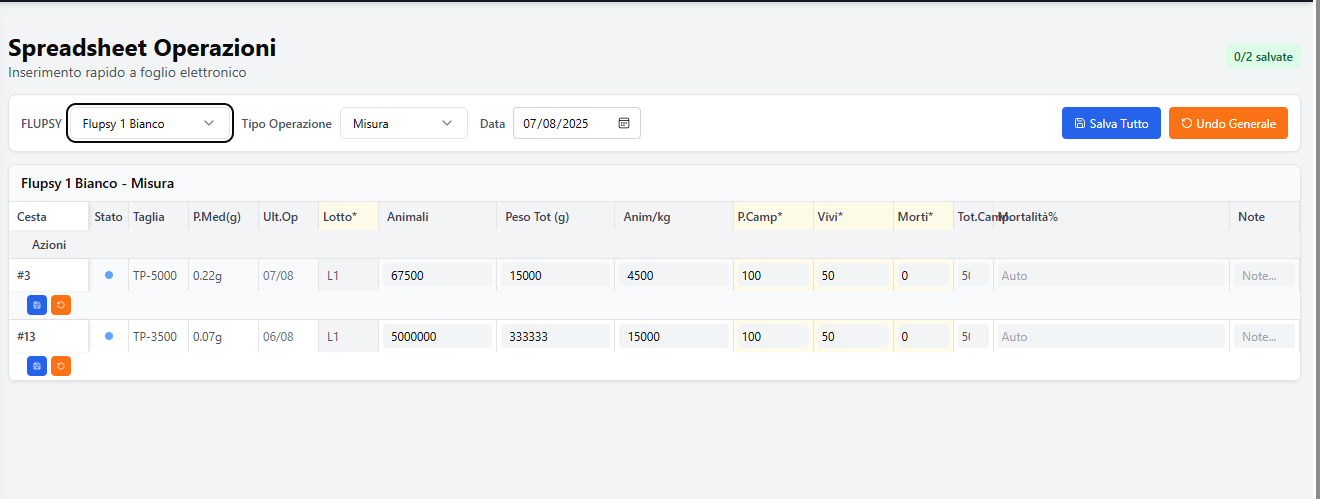 Spreadsheet Operazioni
Inserimento rapido a foglio elettronico
0/2 salvate
FLUPSY Flupsy 1 Bianco Tipo Operazione Misura Data 07/08/2025 Salva Tutto Undo Generale
Flupsy 1 Bianco - Misura
Cesta Stato Taglia P.Med(g) Ult.Op Lotto* Animali Peso Tot (g) Anim/kg P.Camp* Vivi* Morti* Tot.Camp. Mortalità% Note
Azioni
#3 TP-5000 0.22g 07/08 L1 67500 15000 4500 100 50 0 50 Auto Note...
#13 TP-3500 0.07g 06/08 L1 5000000 333333 15000 100 50 0 50 Auto Note...